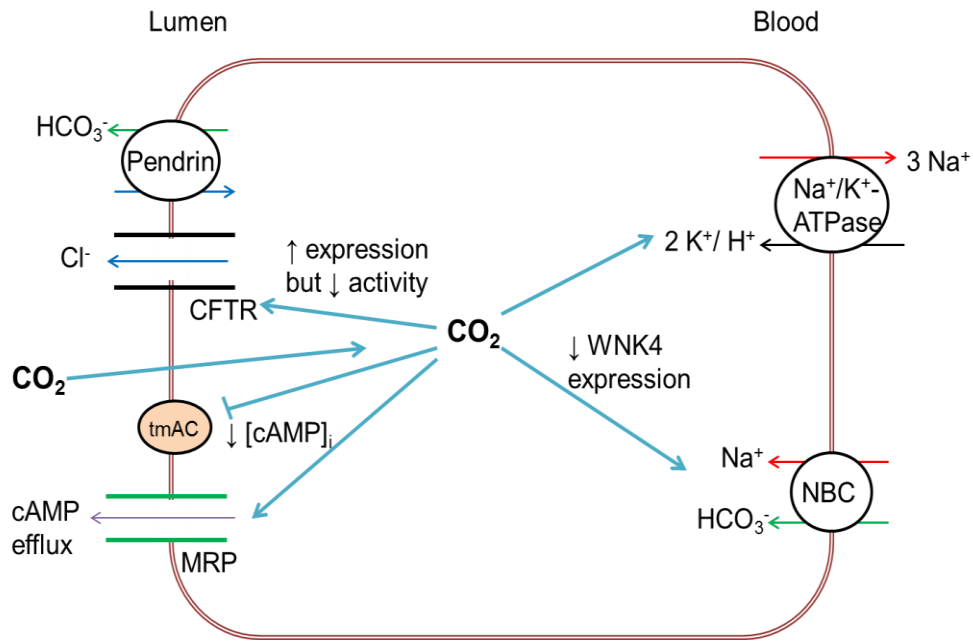 Lumen
Blood
HCO₃⁻
Pendrin
3 Na⁺
Na⁺/K⁺-
ATPase
2 K⁺/ H⁺
Cl⁻
↑ expression
but ↓ activity
CFTR
CO₂
↓ WNK4
expression
CO₂
tmAC
↓ [cAMP]ᵢ
Na⁺
NBC
HCO₃⁻
cAMP
efflux
MRP